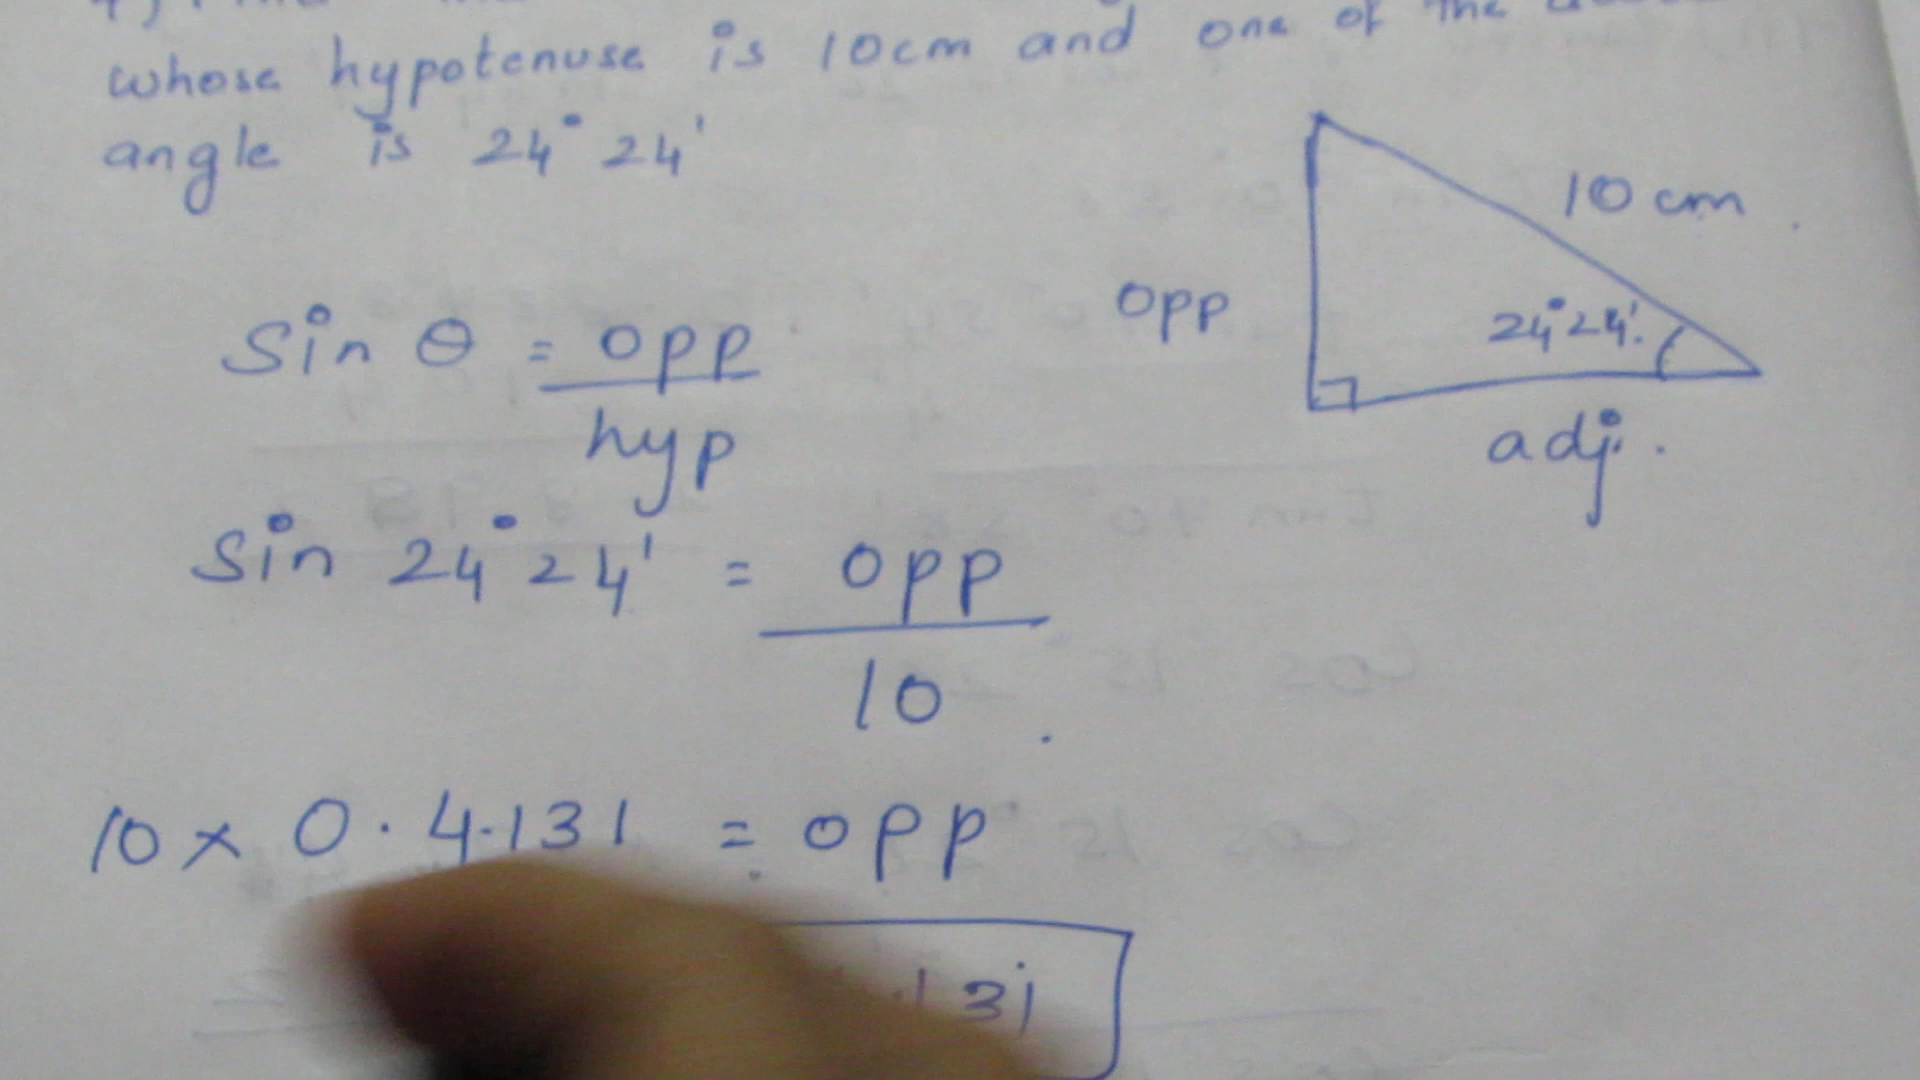 whose hypotenuse is 10cm and one of the
angle is 24° 24'
10 cm
opp
24°24'.
adj.
Sin θ = opp
hyp
Sin 24°24' = opp
10
10 × 0.4131 = opp
.131